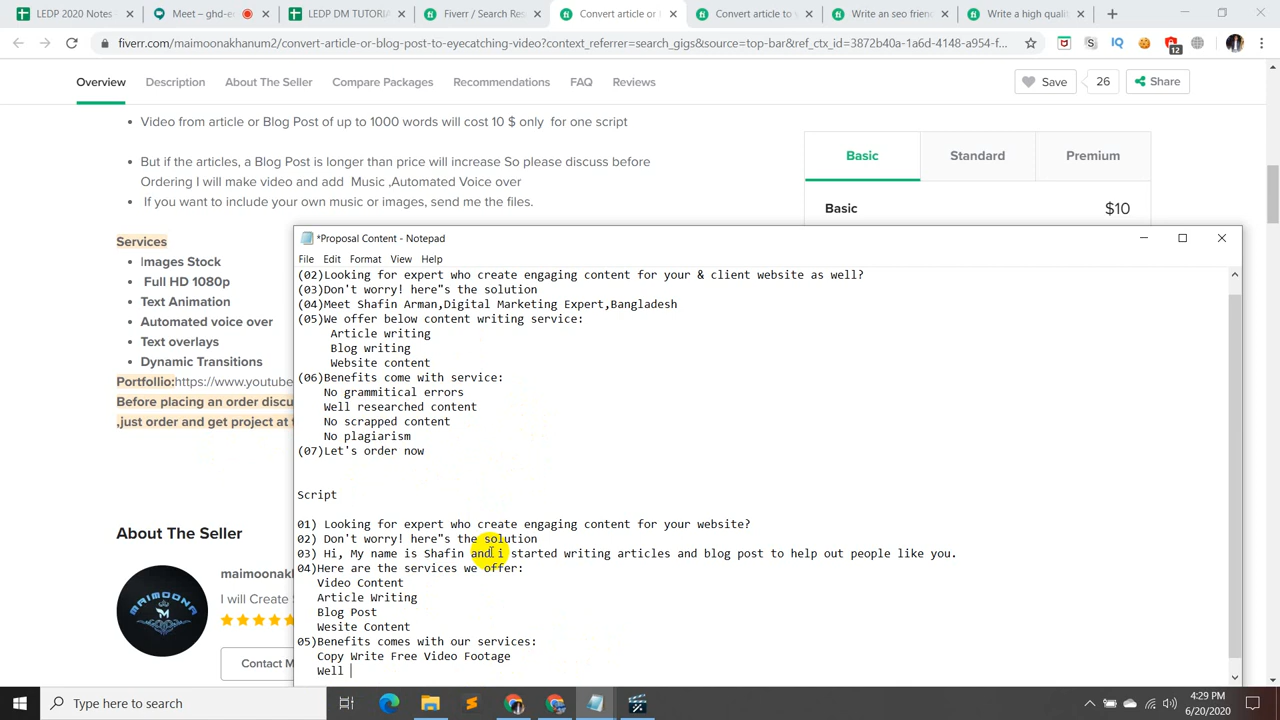 LEDP 2020 Notes
Meet – ghd-e
LEDP DM TUTORIA
Fiverr / Search Res
Convert article or
Convert article to
Write an seo frien
Write a high quali
fiverr.com/maimoonakhanum2/convert-article-or-blog-post-to-eyecatching-video?context_referrer=search_gigs&source=top-bar&ref_ctx_id=3872b40a-1a6d-4148-a954-f...
12
Overview
Description
About The Seller
Compare Packages
Recommendations
FAQ
Reviews
Save
26
Share
Video from article or Blog Post of up to 1000 words will cost 10 $ only for one script
But if the articles, a Blog Post is longer than price will increase So please discuss before
Ordering I will make video and add Music ,Automated Voice over
If you want to include your own music or images, send me the files.
Basic
Standard
Premium
Basic
$10
Services
Images Stock
Full HD 1080p
Text Animation
Automated voice over
Text overlays
Dynamic Transitions
Portfollio:https://www.youtube
Before placing an order discu
,just order and get project at
About The Seller
maimoonak
I will Create
Contact M
*Proposal Content - Notepad
File Edit Format View Help
(02)Looking for expert who create engaging content for your & client website as well?
(03)Don't worry! here"s the solution
(04)Meet Shafin Arman,Digital Marketing Expert,Bangladesh
(05)We offer below content writing service:
Article writing
Blog writing
Website content
(06)Benefits come with service:
No grammitical errors
Well researched content
No scrapped content
No plagiarism
(07)Let's order now
Script
01) Looking for expert who create engaging content for your website?
02) Don't worry! here"s the solution
03) Hi, My name is Shafin and i started writing articles and blog post to help out people like you.
04)Here are the services we offer:
Video Content
Article Writing
Blog Post
Wesite Content
05)Benefits comes with our services:
Copy Write Free Video Footage
Well
MAIMOONA
Type here to search
4:29 PM
6/20/2020